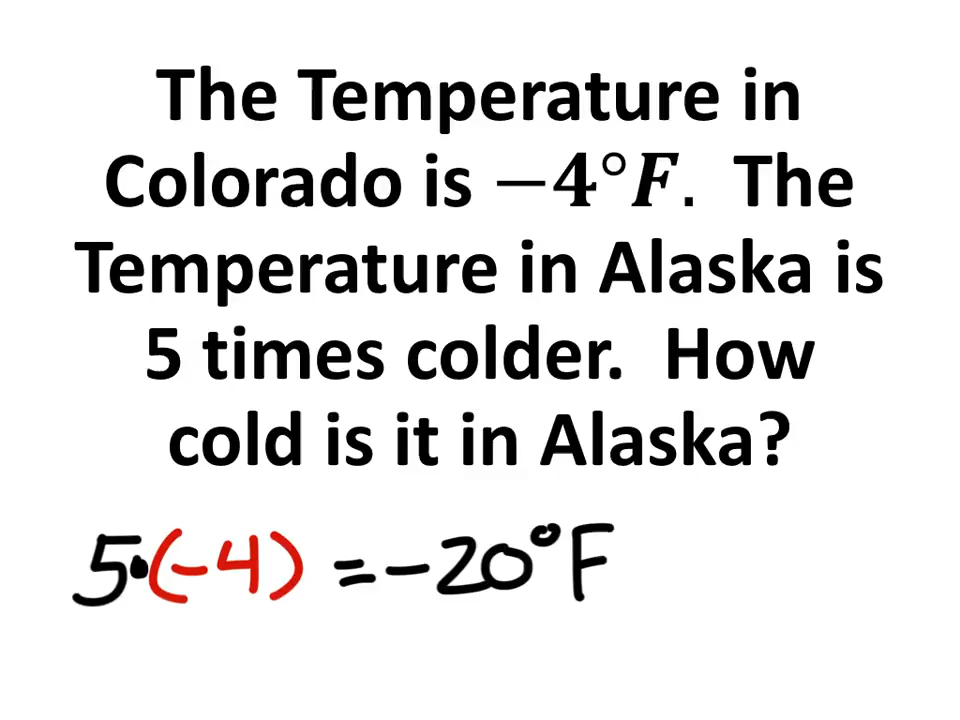 The Temperature in
Colorado is −4°F.  The
Temperature in Alaska is
5 times colder.  How
cold is it in Alaska?
5•(−4) = −20°F